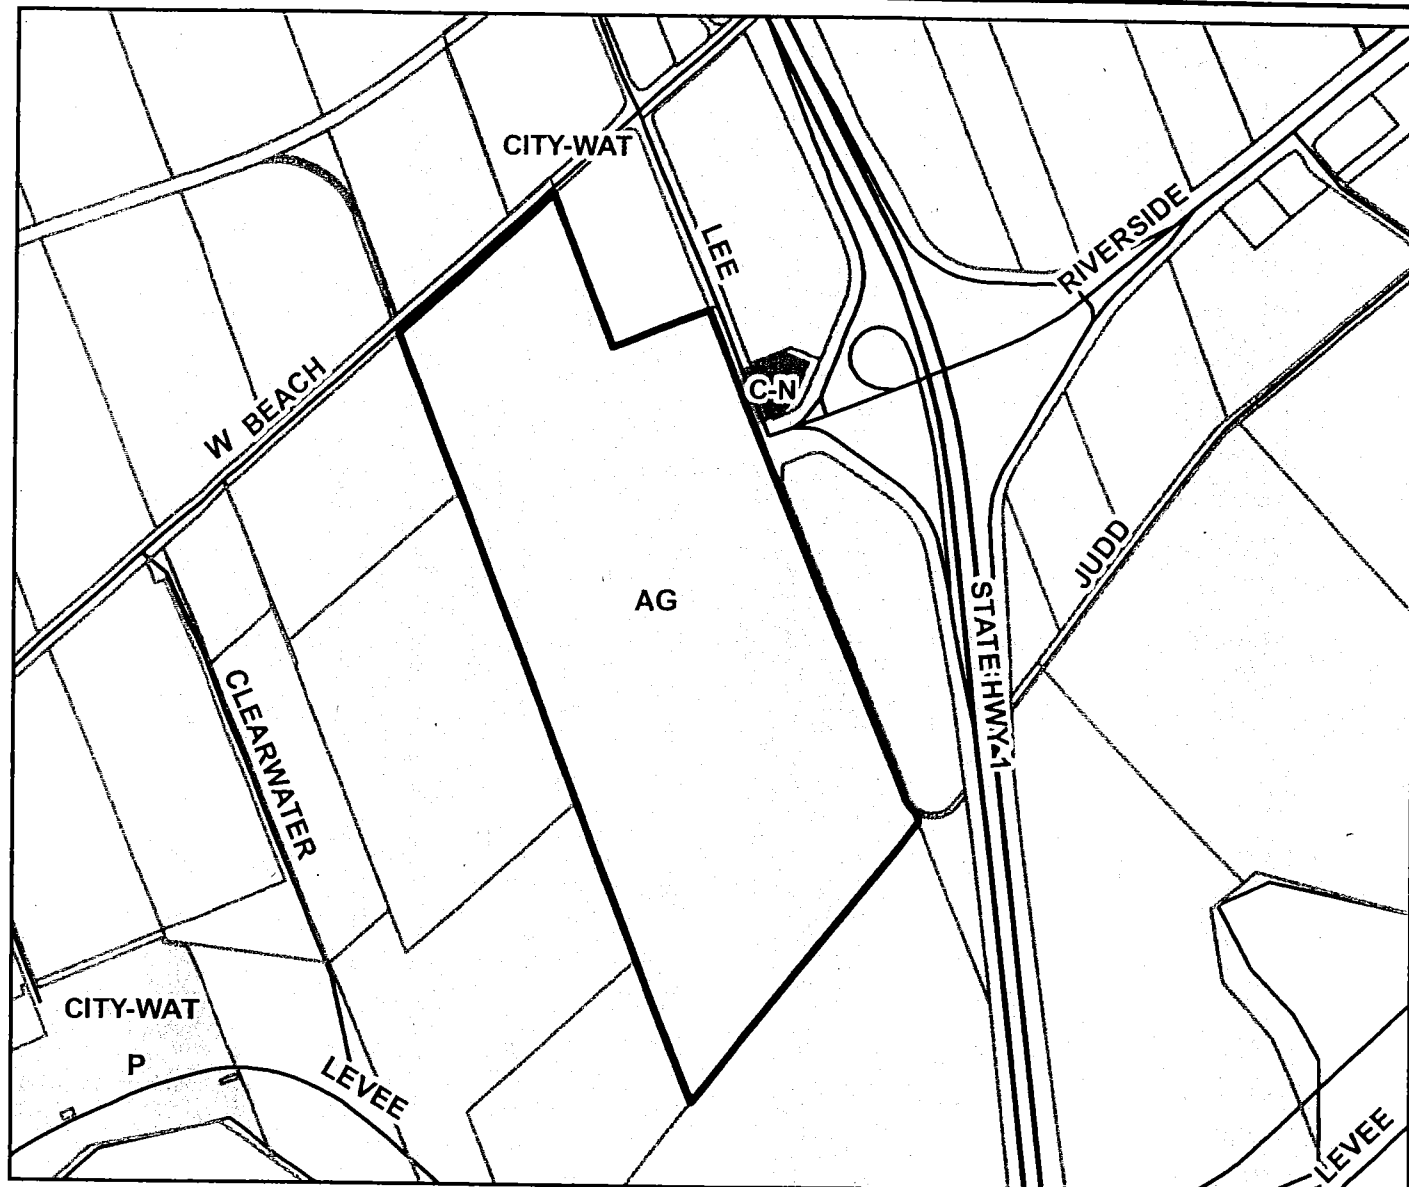 CITY-WAT
LEE
RIVERSIDE
C-N
W BEACH
JUDD
AG
STATE HWY 1
CLEARWATER
CITY-WAT
P
LEVEE
LEVEE